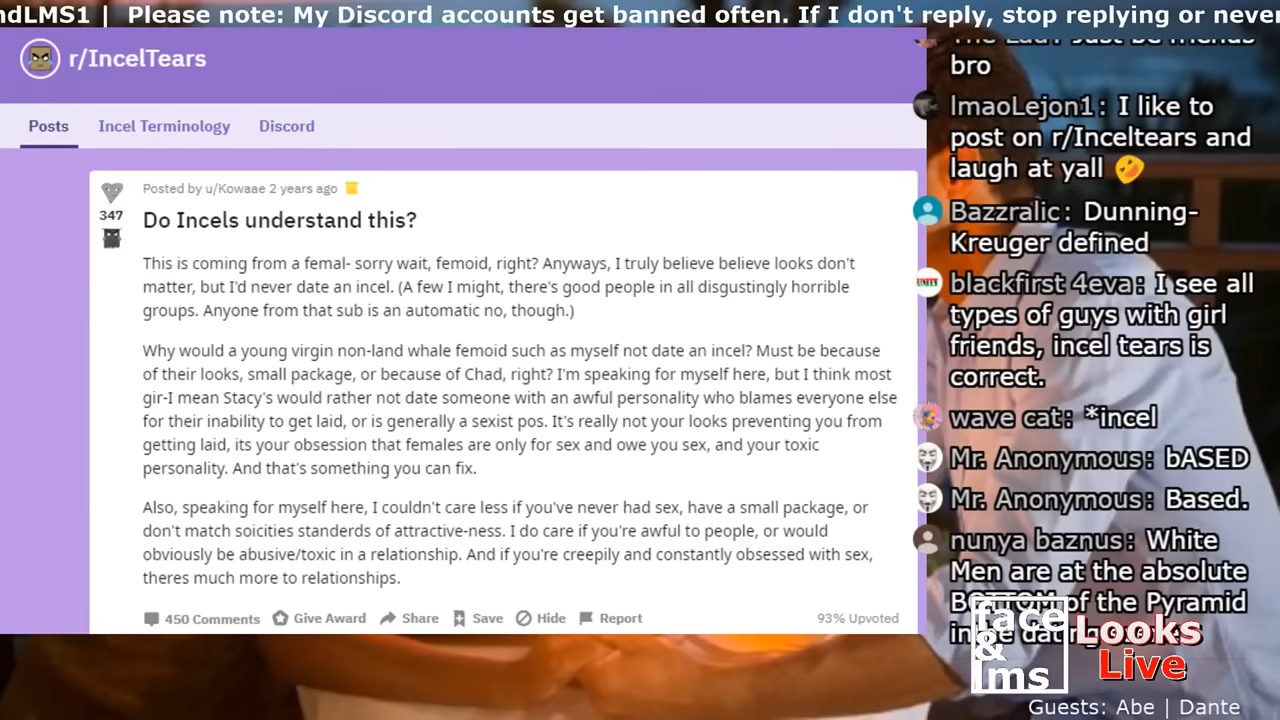 ndLMS1 | Please note: My Discord accounts get banned often. If I don't reply, stop replying or never
r/IncelTears
Posts Incel Terminology Discord
Posted by u/Kowaae 2 years ago
347
Do Incels understand this?
This is coming from a femal- sorry wait, femoid, right? Anyways, I truly believe believe looks don't
matter, but I'd never date an incel. (A few I might, there's good people in all disgustingly horrible
groups. Anyone from that sub is an automatic no, though.)
Why would a young virgin non-land whale femoid such as myself not date an incel? Must be because
of their looks, small package, or because of Chad, right? I'm speaking for myself here, but I think most
gir-I mean Stacy's would rather not date someone with an awful personality who blames everyone else
for their inability to get laid, or is generally a sexist pos. It's really not your looks preventing you from
getting laid, its your obsession that females are only for sex and owe you sex, and your toxic
personality. And that's something you can fix.
Also, speaking for myself here, I couldn't care less if you've never had sex, have a small package, or
don't match soicities standerds of attractive-ness. I do care if you're awful to people, or would
obviously be abusive/toxic in a relationship. And if you're creepily and constantly obsessed with sex,
theres much more to relationships.
450 Comments Give Award Share Save Hide Report 93% Upvoted
The Lad: Just be friends
bro
lmaoLejon1: I like to
post on r/Inceltears and
laugh at yall 🤣
Bazzralic: Dunning-
Kreuger defined
blackfirst 4eva: I see all
types of guys with girl
friends, incel tears is
correct.
wave cat: *incel
Mr. Anonymous: bASED
Mr. Anonymous: Based.
nunya baznus: White
Men are at the absolute
BOTTOM of the Pyramid
in the
face
& lms
Looks
Live
Guests: Abe | Dante